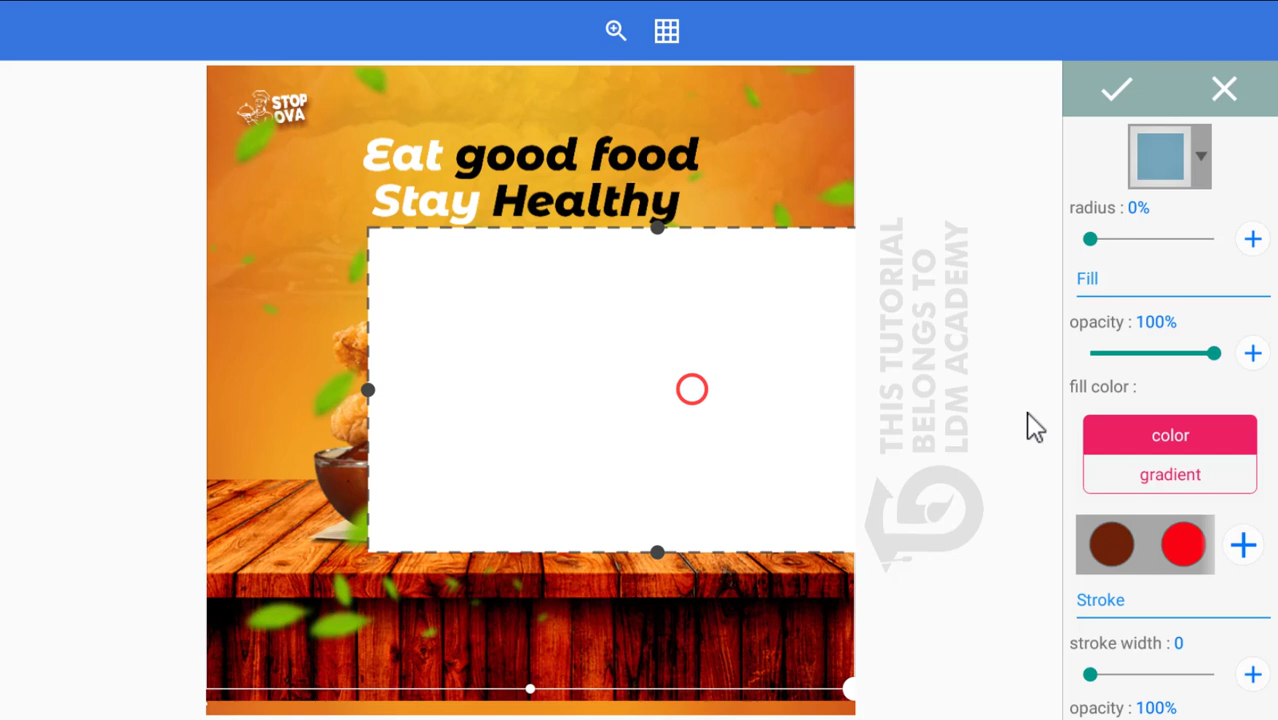 STOP
OVA
Eat good food
Stay Healthy
THIS TUTORIAL
BELONGS TO
LDM ACADEMY
radius : 0%
Fill
opacity : 100%
fill color :
color
gradient
Stroke
stroke width : 0
opacity : 100%